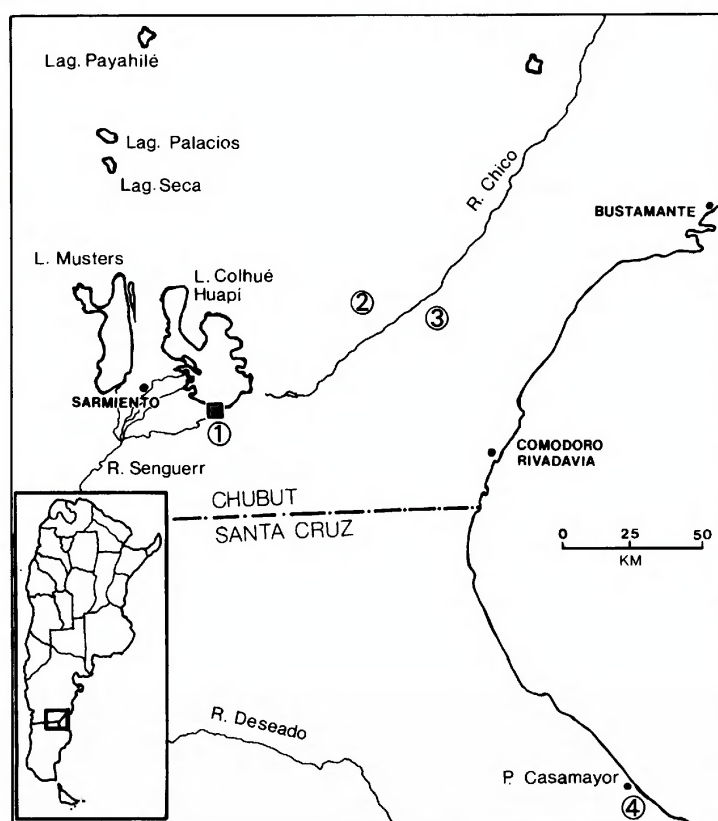 Lag. Payahilé
Lag. Palacios
Lag. Seca
R. Chico
BUSTAMANTE
L. Musters
L. Colhué
Huapí
②
③
SARMIENTO
①
R. Senguerr
COMODORO
RIVADAVIA
CHUBUT
SANTA CRUZ
0 25 50
KM
R. Deseado
P. Casamayor
④